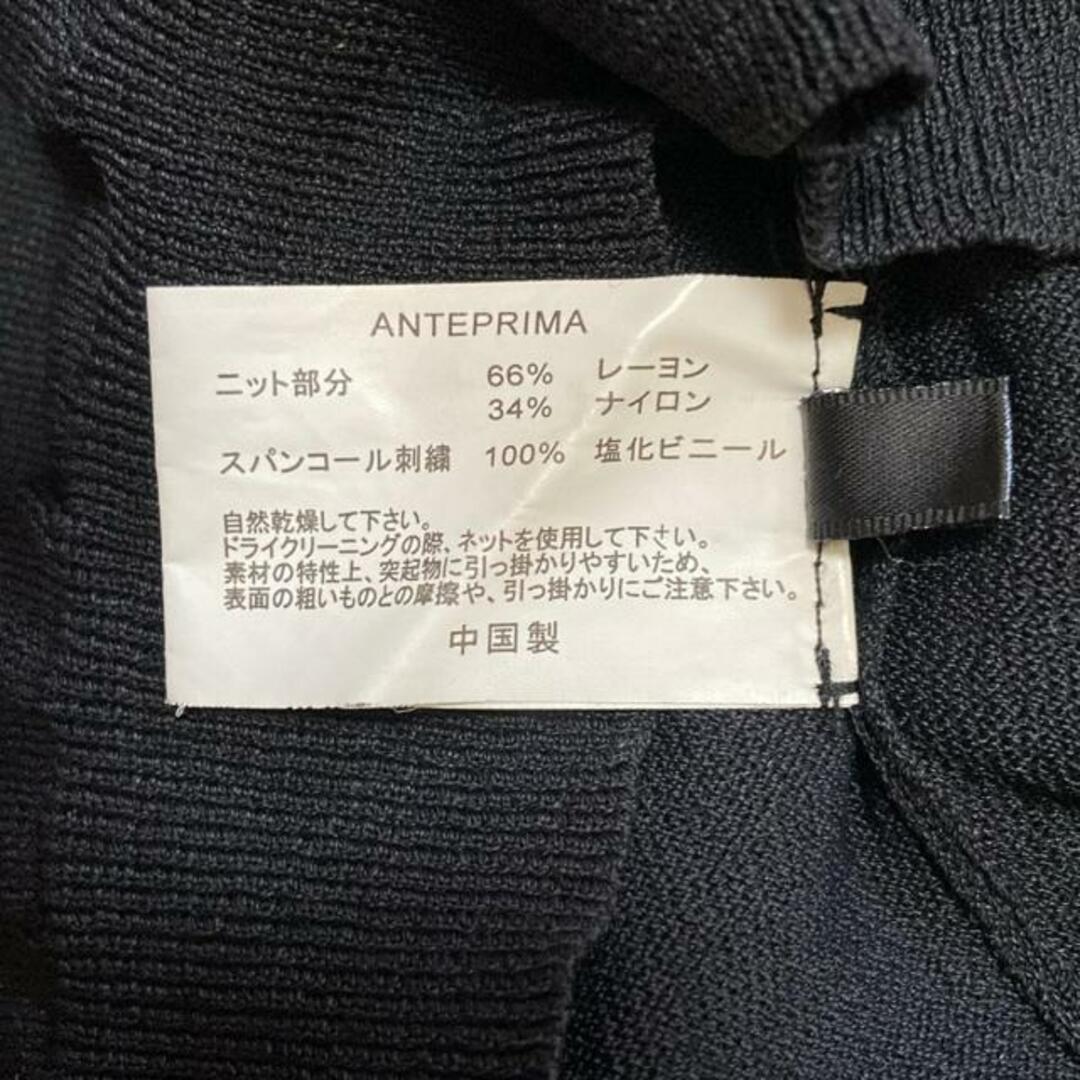 ANTEPRIMA
ニット部分 66% レーヨン
34% ナイロン
スパンコール刺繍 100% 塩化ビニール
自然乾燥して下さい。
ドライクリーニングの際、ネットを使用して下さい。
素材の特性上、突起物に引っ掛かりやすいため、
表面の粗いものとの摩擦や、引っ掛かりにご注意下さい。
中国製